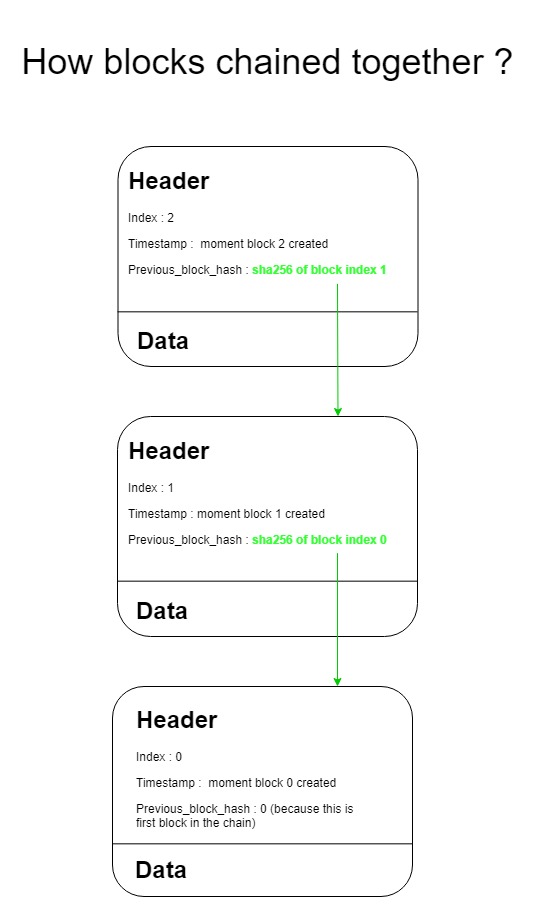 How blocks chained together ?
Header
Index : 2
Timestamp :  moment block 2 created
Previous_block_hash : sha256 of block index 1
Data
Header
Index : 1
Timestamp : moment block 1 created
Previous_block_hash : sha256 of block index 0
Data
Header
Index : 0
Timestamp :  moment block 0 created
Previous_block_hash : 0 (because this is
first block in the chain)
Data